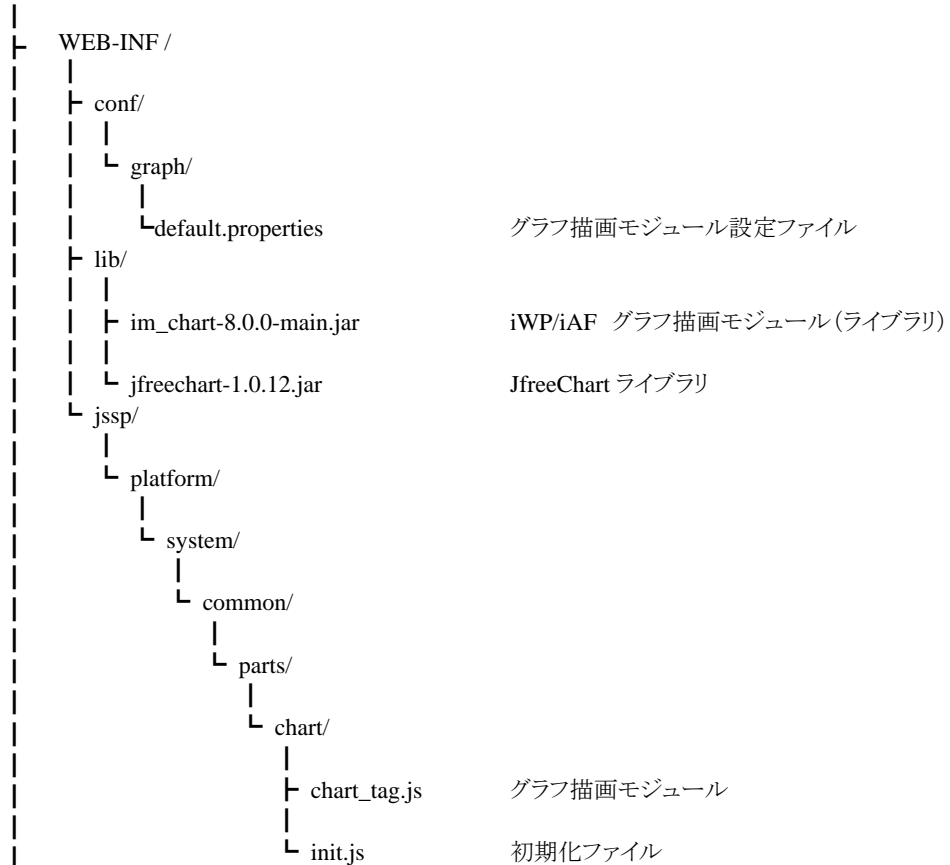 WEB-INF /
conf/
graph/
default.properties グラフ描画モジュール設定ファイル
lib/
im_chart-8.0.0-main.jar iWP/iAF グラフ描画モジュール(ライブラリ)
jfreechart-1.0.12.jar JfreeChart ライブラリ
jssp/
platform/
system/
common/
parts/
chart/
chart_tag.js グラフ描画モジュール
init.js 初期化ファイル